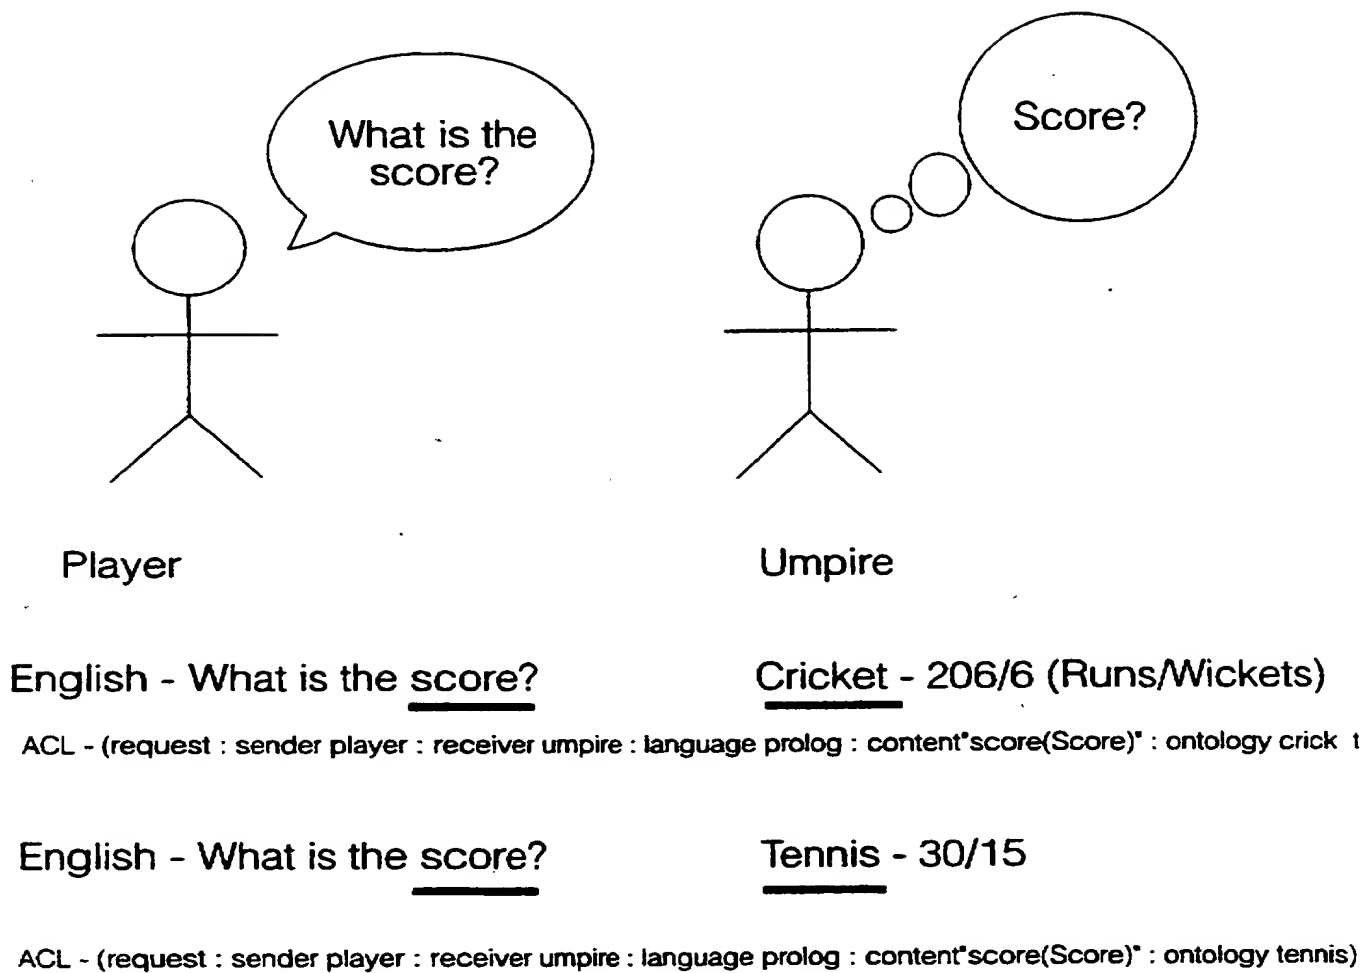 What is the
score?
Score?
Player
Umpire
English - What is the score?
Cricket - 206/6 (Runs/Wickets)
ACL - (request : sender player : receiver umpire : language prolog : content"score(Score)" : ontology crick t
English - What is the score?
Tennis - 30/15
ACL - (request : sender player : receiver umpire : language prolog : content"score(Score)" : ontology tennis)